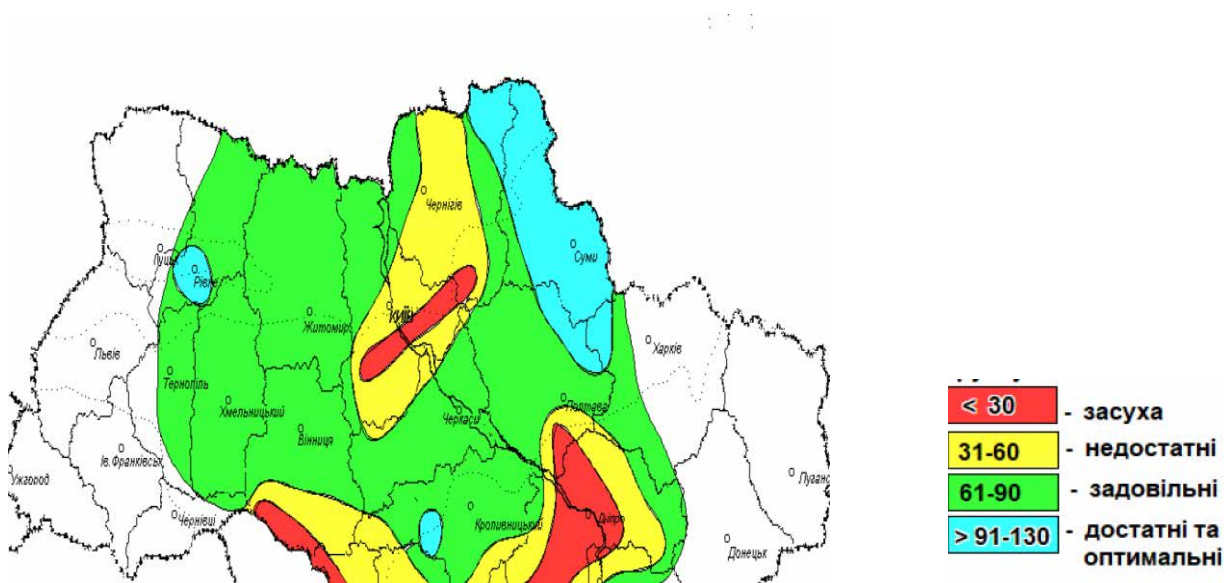 Чернігів
Суми
Луцьк
Рівне
КИЇВ
Житомир
Львів
Харків
Тернопіль
Хмельницький
Полтава
Черкаси
Вінниця
Ів. Франківськ
Ужгород
Луганс
Чернівці
Кропивницький
Дніпро
Донецьк
< 30 - засуха
31-60 - недостатні
61-90 - задовільні
> 91-130 - достатні та
оптимальні